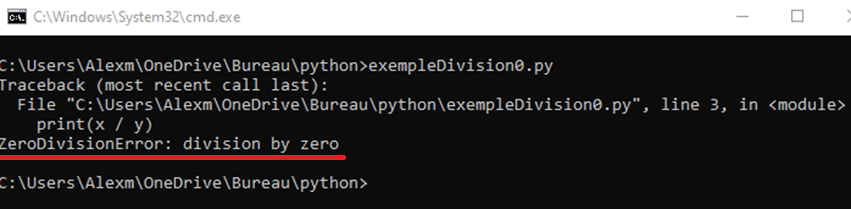 C:\Windows\System32\cmd.exe
C:\Users\Alexm\OneDrive\Bureau\python>exempleDivision0.py
Traceback (most recent call last):
  File "C:\Users\Alexm\OneDrive\Bureau\python\exempleDivision0.py", line 3, in <module>
    print(x / y)
ZeroDivisionError: division by zero
C:\Users\Alexm\OneDrive\Bureau\python>